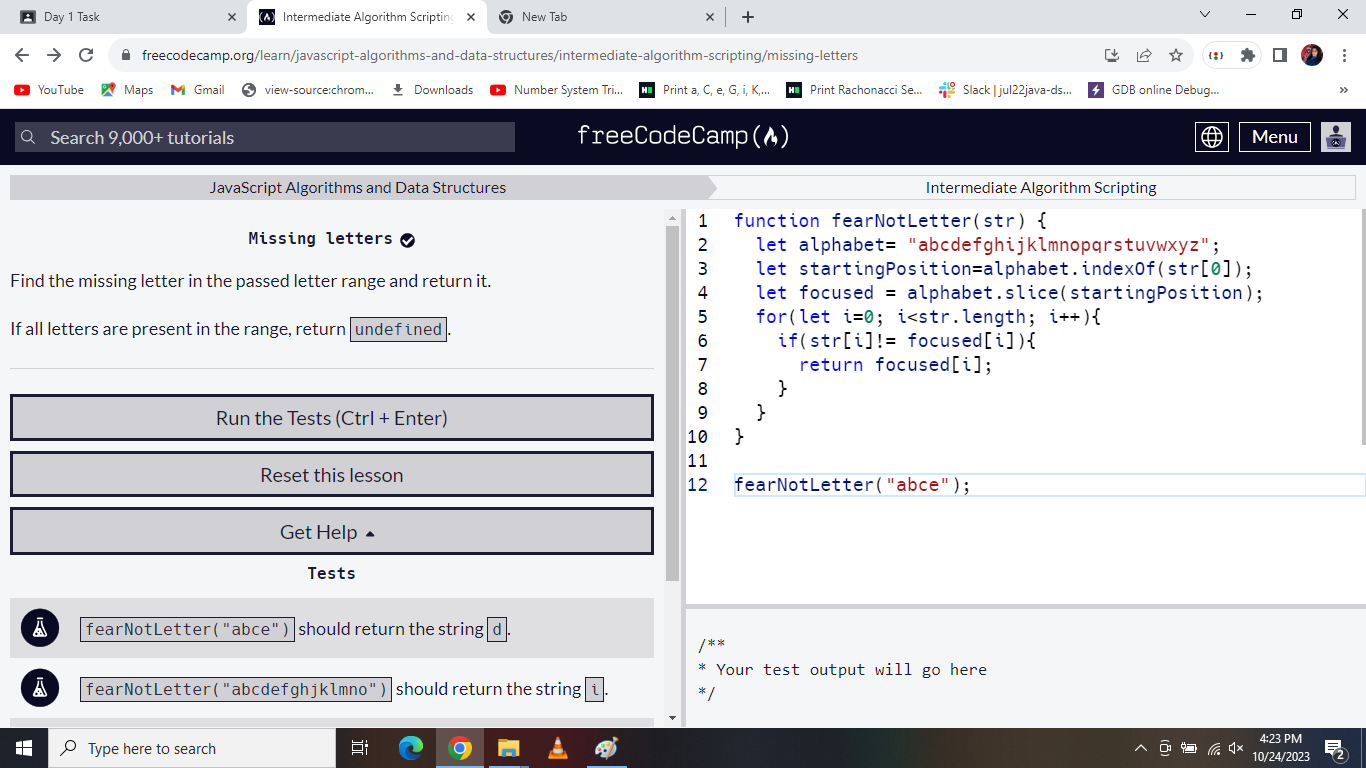 Day 1 Task
Intermediate Algorithm Scripting
New Tab
freecodecamp.org/learn/javascript-algorithms-and-data-structures/intermediate-algorithm-scripting/missing-letters
YouTube Maps Gmail view-source:chrom... Downloads Number System Tri... Print a, C, e, G, i, K,... Print Rachonacci Se... Slack | jul22java-ds... GDB online Debug... »
Search 9,000+ tutorials
freeCodeCamp
Menu
JavaScript Algorithms and Data Structures
Intermediate Algorithm Scripting
Missing letters
Find the missing letter in the passed letter range and return it.
If all letters are present in the range, return undefined.
Run the Tests (Ctrl + Enter)
Reset this lesson
Get Help
Tests
fearNotLetter("abce") should return the string d.
fearNotLetter("abcdefghjklmno") should return the string i.
1 function fearNotLetter(str) {
2 let alphabet= "abcdefghijklmnopqrstuvwxyz";
3 let startingPosition=alphabet.indexOf(str[0]);
4 let focused = alphabet.slice(startingPosition);
5 for(let i=0; i<str.length; i++){
6 if(str[i]!= focused[i]){
7 return focused[i];
8 }
9 }
10 }
11
12 fearNotLetter("abce");
/**
* Your test output will go here
*/
Type here to search
4:23 PM
10/24/2023
2